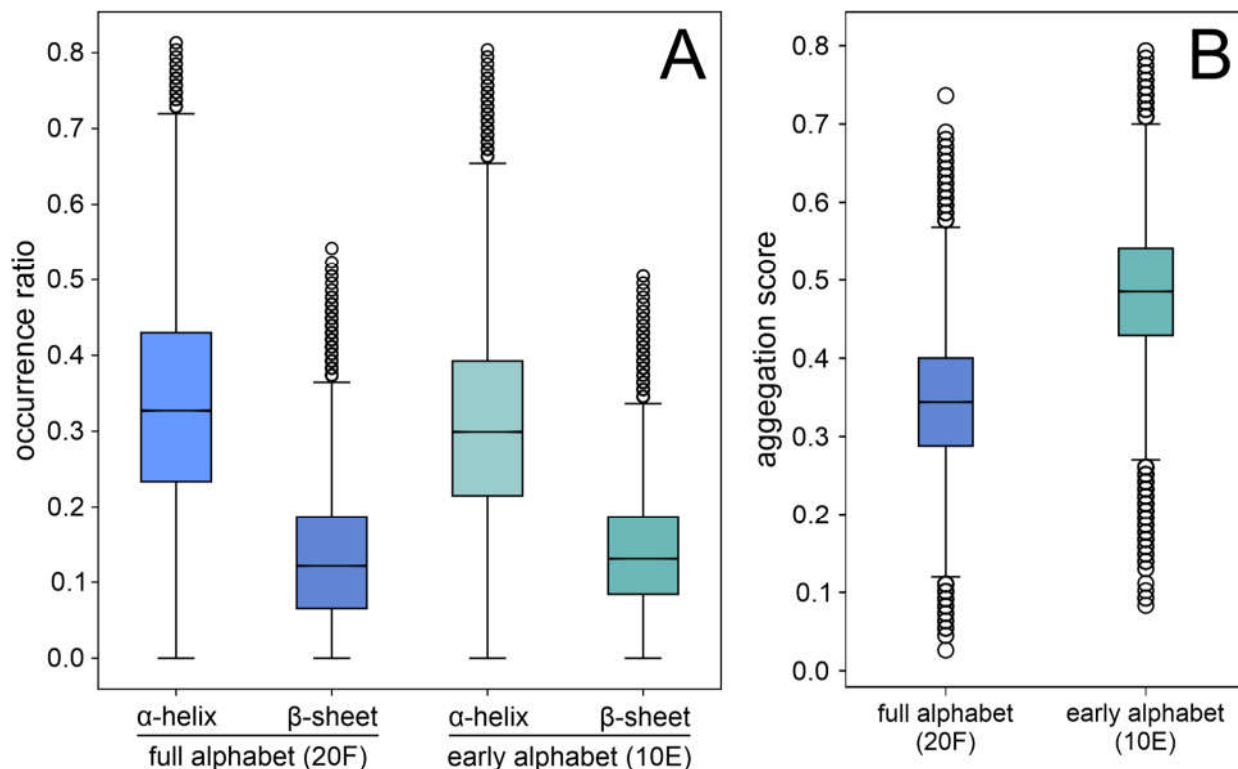 A
occurrence ratio
0.8
0.7
0.6
0.5
0.4
0.3
0.2
0.1
0.0
α-helix β-sheet α-helix β-sheet
full alphabet (20F) early alphabet (10E)
B
aggegation score
0.8
0.7
0.6
0.5
0.4
0.3
0.2
0.1
0.0
full alphabet early alphabet
(20F) (10E)